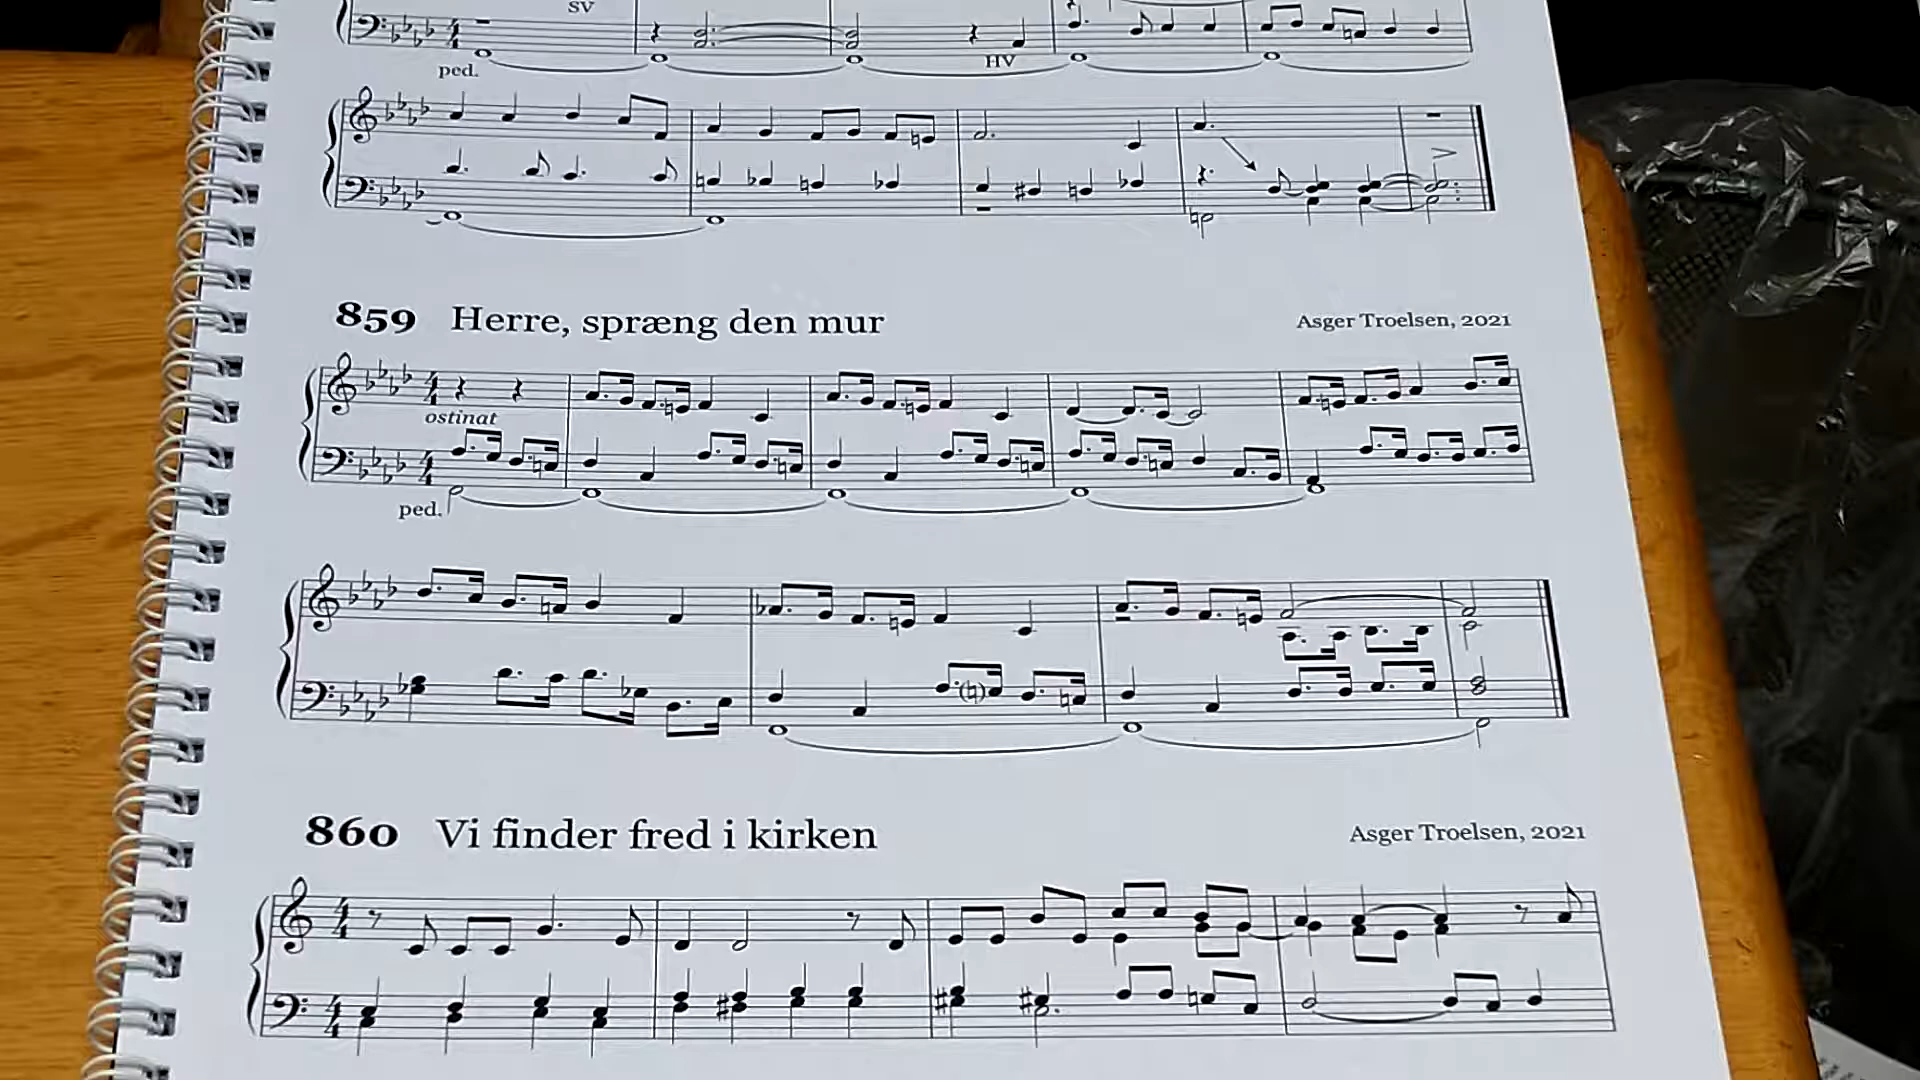 SV
ped.
HV
859 Herre, spræng den mur
Asger Troelsen, 2021
ostinat
ped.
860 Vi finder fred i kirken
Asger Troelsen, 2021